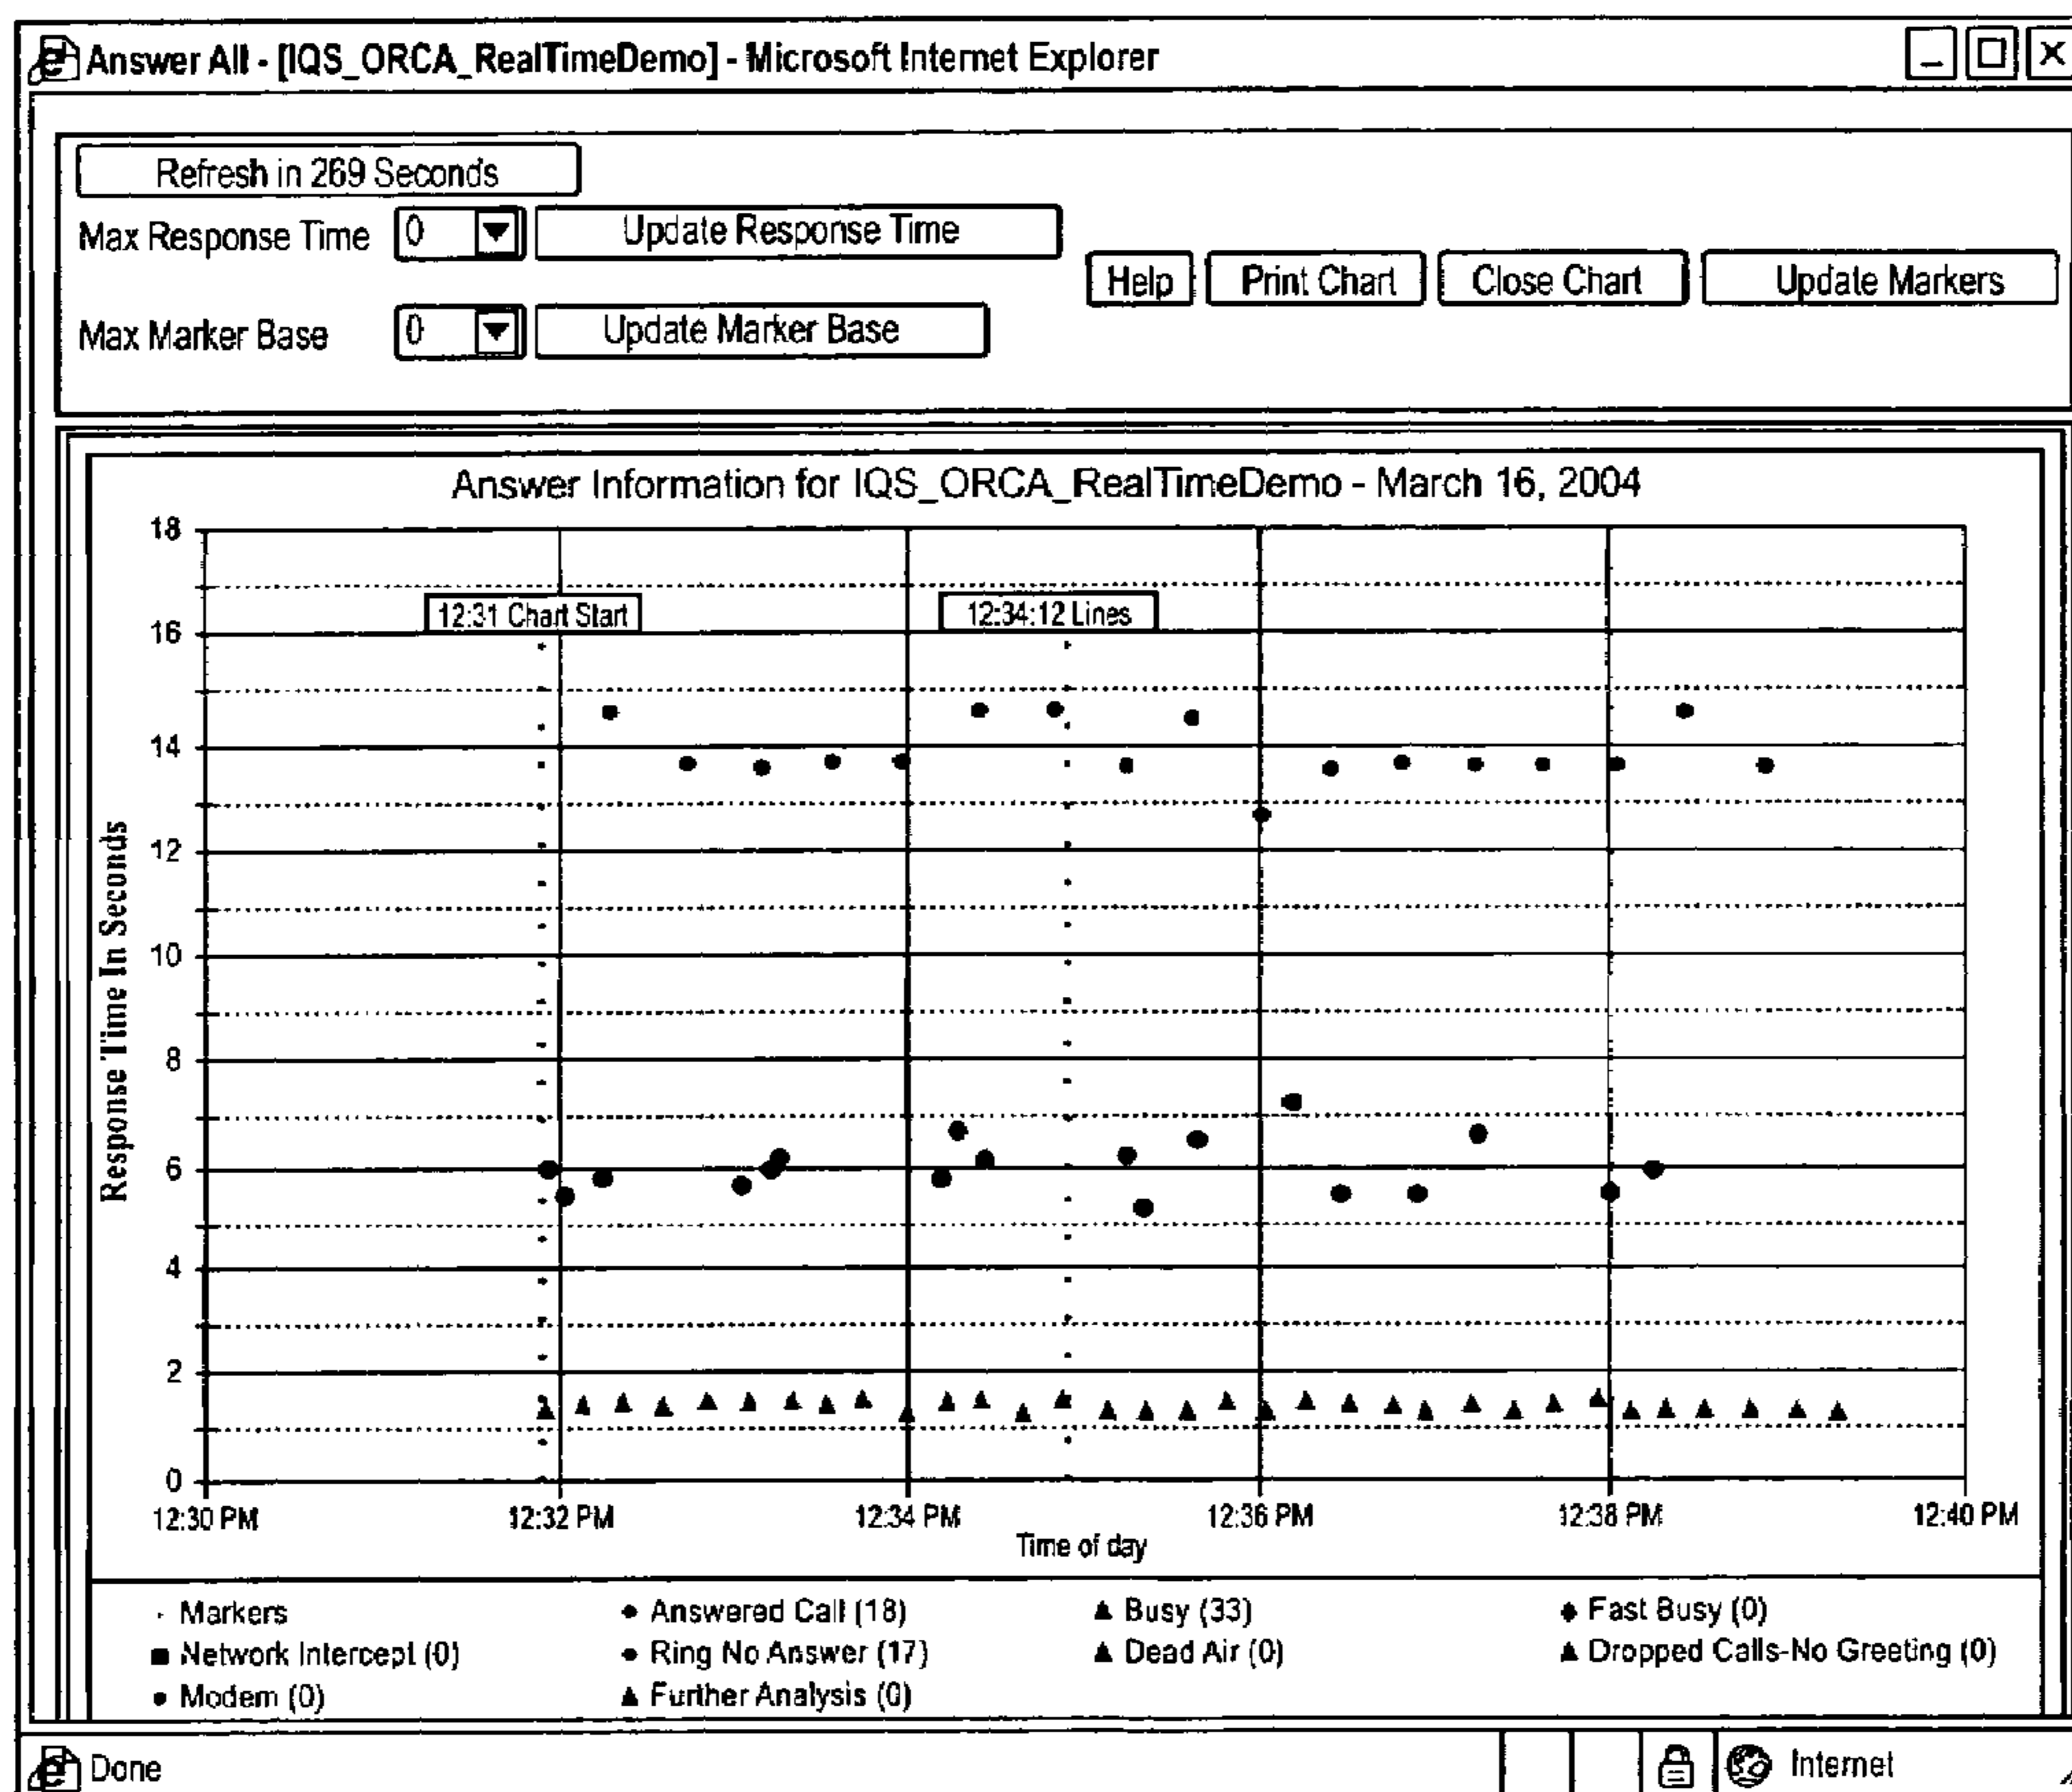 Answer All - [IQS_ORCA_RealTimeDemo] - Microsoft Internet Explorer
Refresh in 269 Seconds
Max Response Time 0 Update Response Time
Help Print Chart Close Chart Update Markers
Max Marker Base 0 Update Marker Base
Answer Information for IQS_ORCA_RealTimeDemo - March 16, 2004
18
12:31 Chart Start 12:34:12 Lines
16
14
12
Response Time In Seconds
10
8
6
4
2
0
12:30 PM 12:32 PM 12:34 PM 12:36 PM 12:38 PM 12:40 PM
Time of day
Markers Answered Call (18) Busy (33) Fast Busy (0)
Network Intercept (0) Ring No Answer (17) Dead Air (0) Dropped Calls-No Greeting (0)
Modem (0) Further Analysis (0)
Done Internet